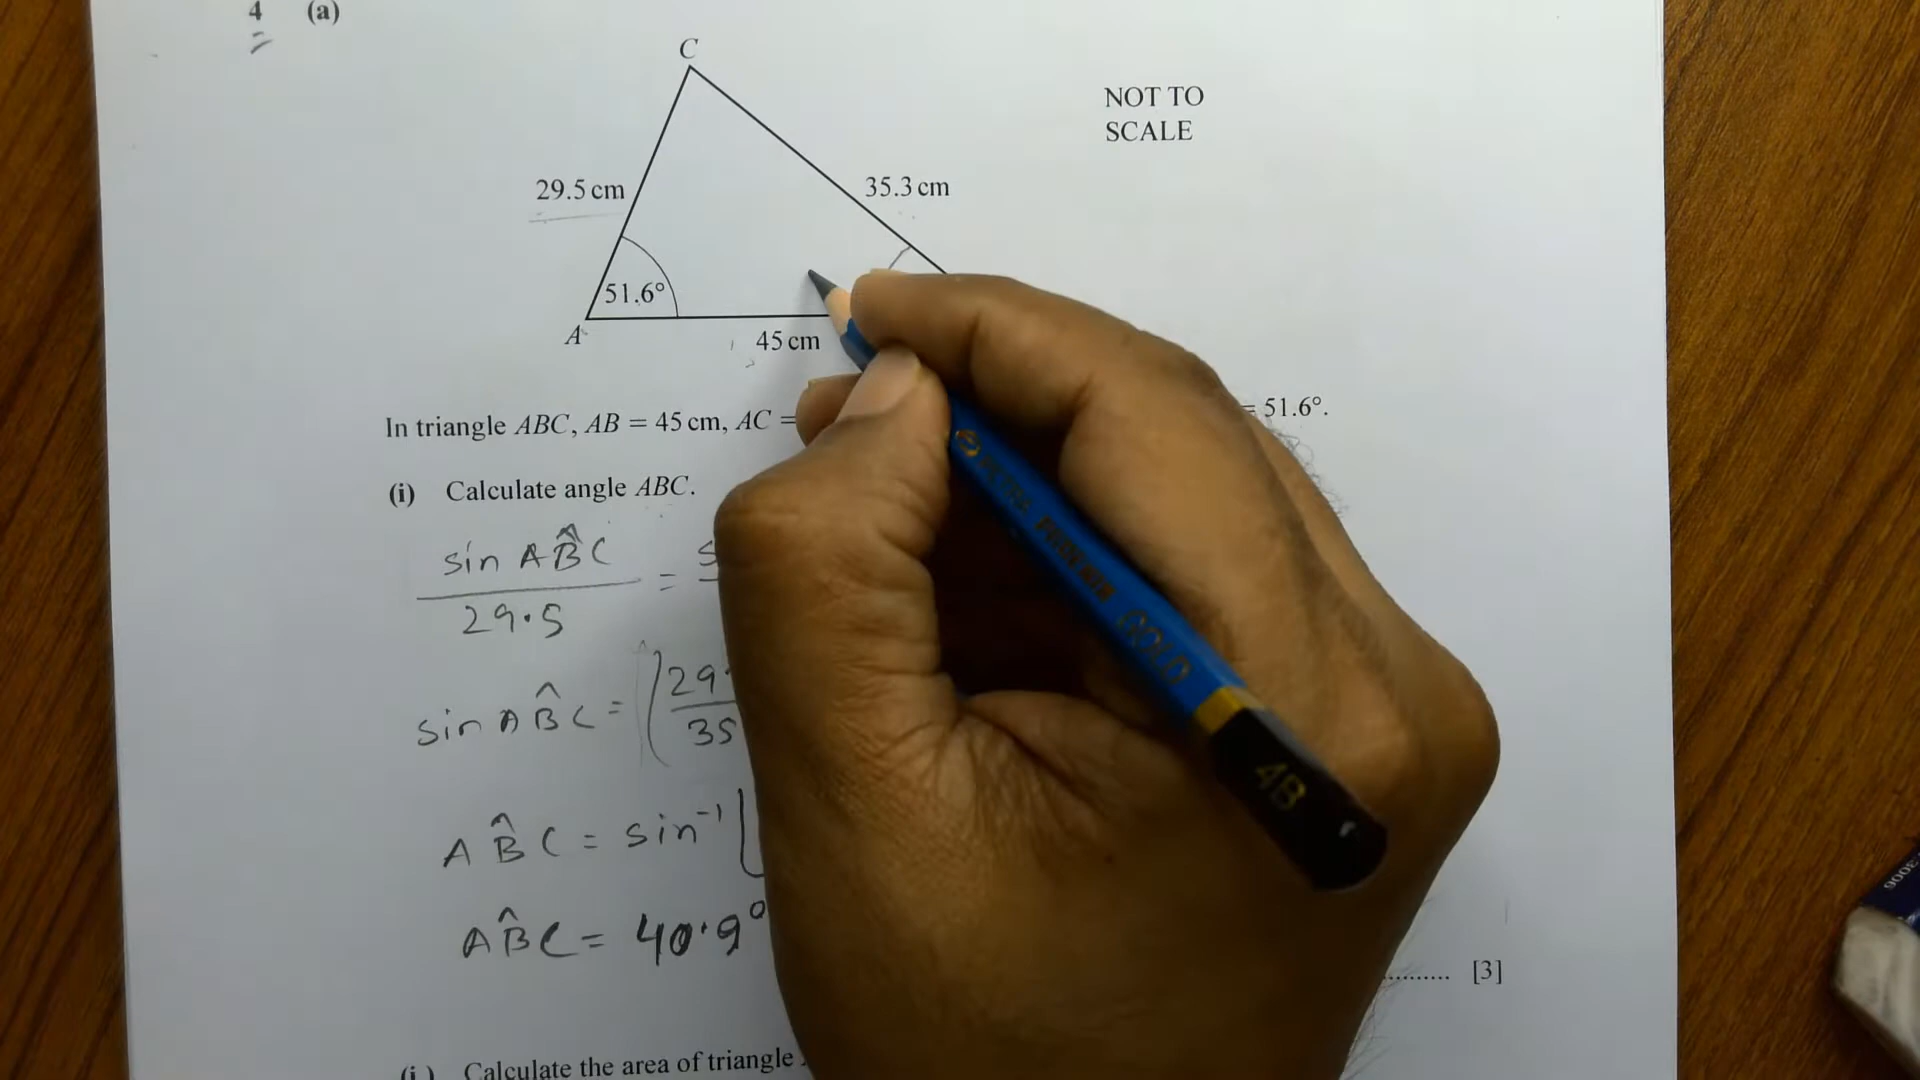 4 (a)
C
NOT TO
SCALE
29.5 cm
35.3 cm
51.6°
A
45 cm
In triangle ABC, AB = 45 cm, AC = = 51.6°.
(i) Calculate angle ABC.
sin AB̂C
29.5 =
sin AB̂C = (29.
35
AB̂C = sin⁻¹ (
AB̂C = 40.9°
.......... [3]
Calculate the area of triangle
GOLD
4B